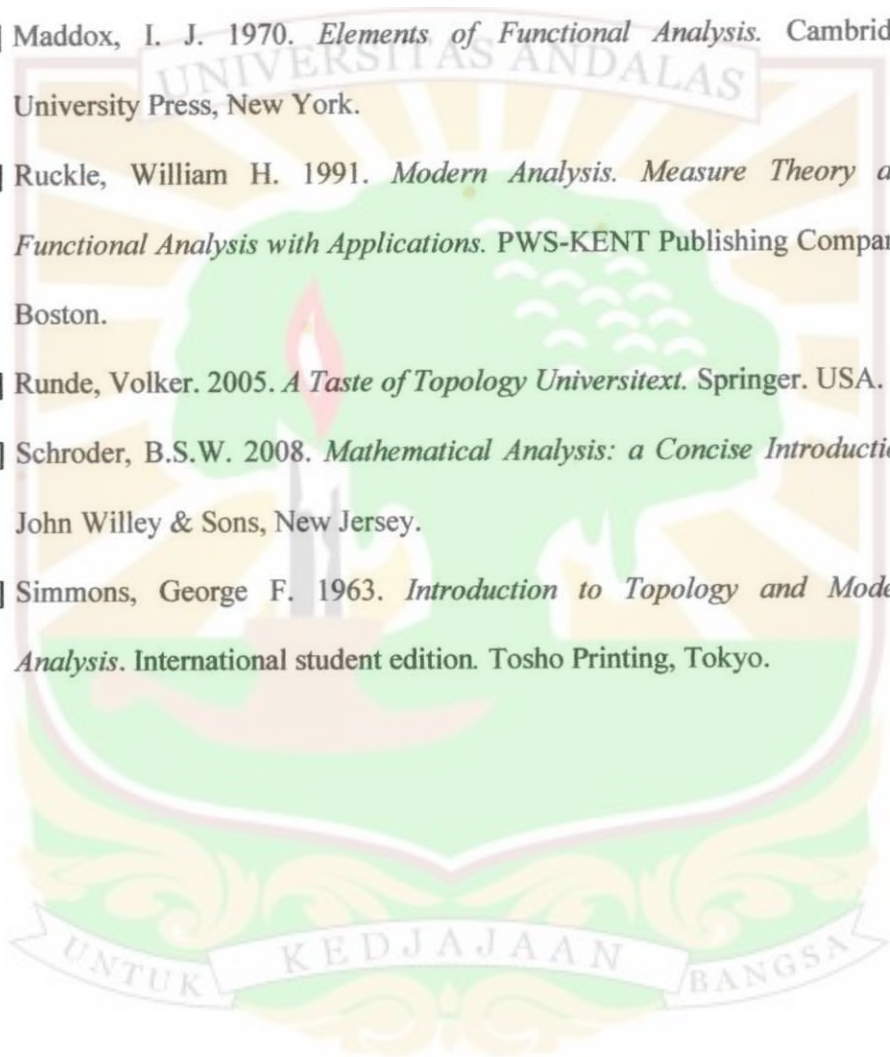 ] Maddox, I. J. 1970. Elements of Functional Analysis. Cambrid
University Press, New York.
] Ruckle, William H. 1991. Modern Analysis. Measure Theory a
Functional Analysis with Applications. PWS-KENT Publishing Compan
Boston.
] Runde, Volker. 2005. A Taste of Topology Universitext. Springer. USA.
] Schroder, B.S.W. 2008. Mathematical Analysis: a Concise Introductio
John Willey & Sons, New Jersey.
] Simmons, George F. 1963. Introduction to Topology and Mode
Analysis. International student edition. Tosho Printing, Tokyo.
UNIVERSITAS ANDALAS
UNTUK KEDJAJAAN BANGSA